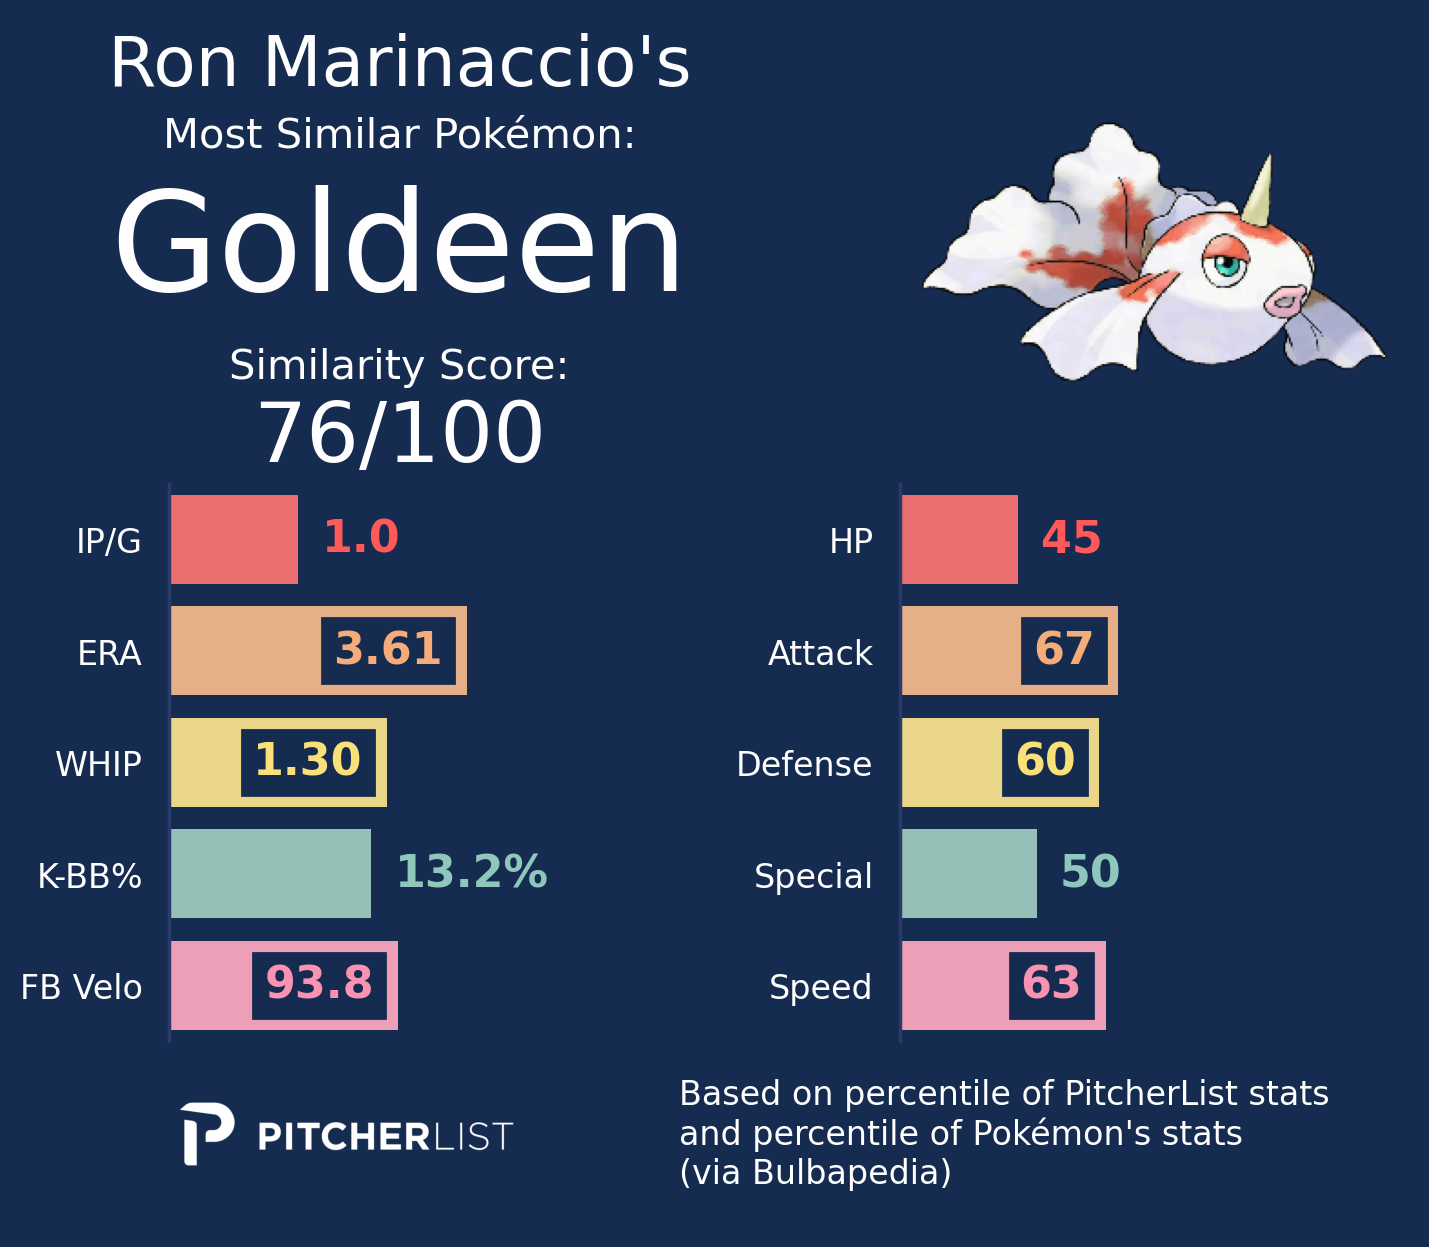 Ron Marinaccio's
Most Similar Pokémon:
Goldeen
Similarity Score:
76/100
IP/G 1.0
ERA 3.61
WHIP 1.30
K-BB% 13.2%
FB Velo 93.8
HP 45
Attack 67
Defense 60
Special 50
Speed 63
PITCHERLIST
Based on percentile of PitcherList stats
and percentile of Pokémon's stats
(via Bulbapedia)